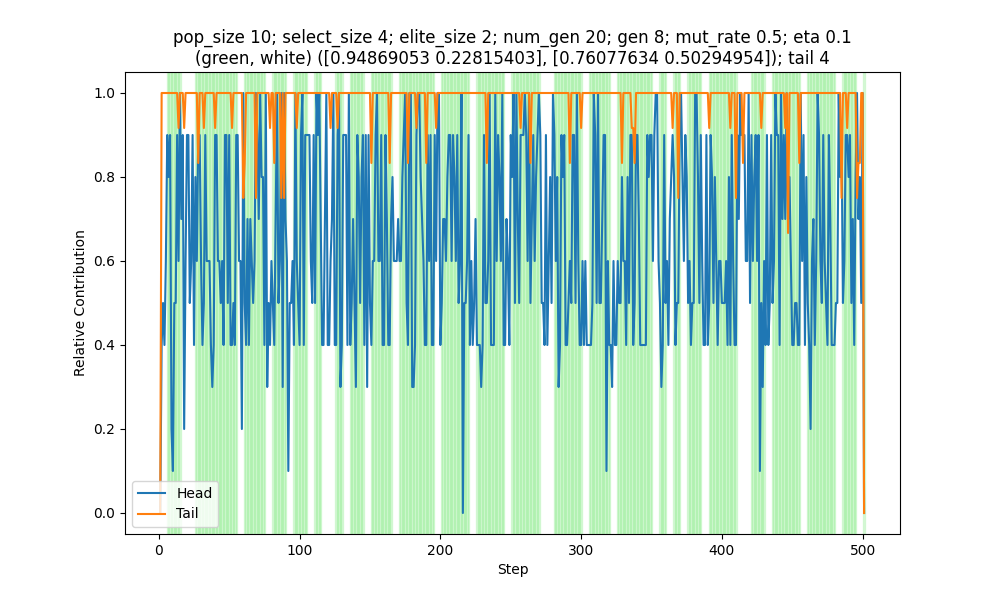 pop_size 10; select_size 4; elite_size 2; num_gen 20; gen 8; mut_rate 0.5; eta 0.1
(green, white) ([0.94869053 0.22815403], [0.76077634 0.50294954]); tail 4
1.0
0.8
0.6
0.4
0.2
0.0
Relative Contribution
Head
Tail
0
100
200
300
400
500
Step